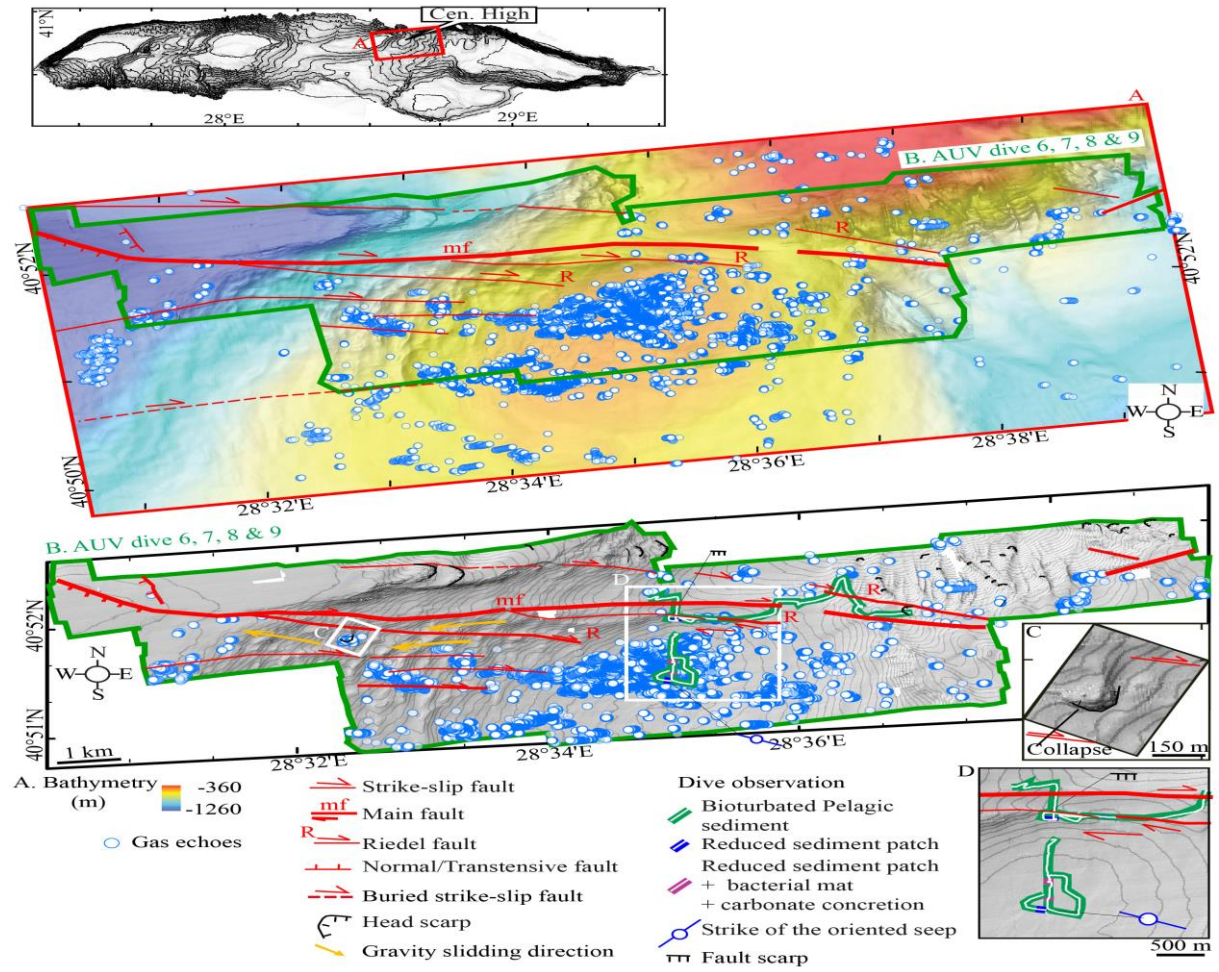 41°N
Cen. High
A
28°E
29°E
A
B. AUV dive 6, 7, 8 & 9
R
mf
R
R
40°52'N
40°52'N
N
W E
S
40°50'N
28°32'E
28°34'E
28°36'E
28°38'E
B. AUV dive 6, 7, 8 & 9
D
R
mf
R
R
C
40°52'N
N
W E
S
40°51'N
1 km
28°32'E
28°34'E
28°36'E
C
Collapse
150 m
A. Bathymetry
(m)
-360
-1260
Gas echoes
Strike-slip fault
mf
Main fault
R
Riedel fault
Normal/Transtensive fault
Buried strike-slip fault
Head scarp
Gravity slidding direction
Dive observation
Bioturbated Pelagic
sediment
Reduced sediment patch
Reduced sediment patch
+ bacterial mat
+ carbonate concretion
Strike of the oriented seep
Fault scarp
D
500 m